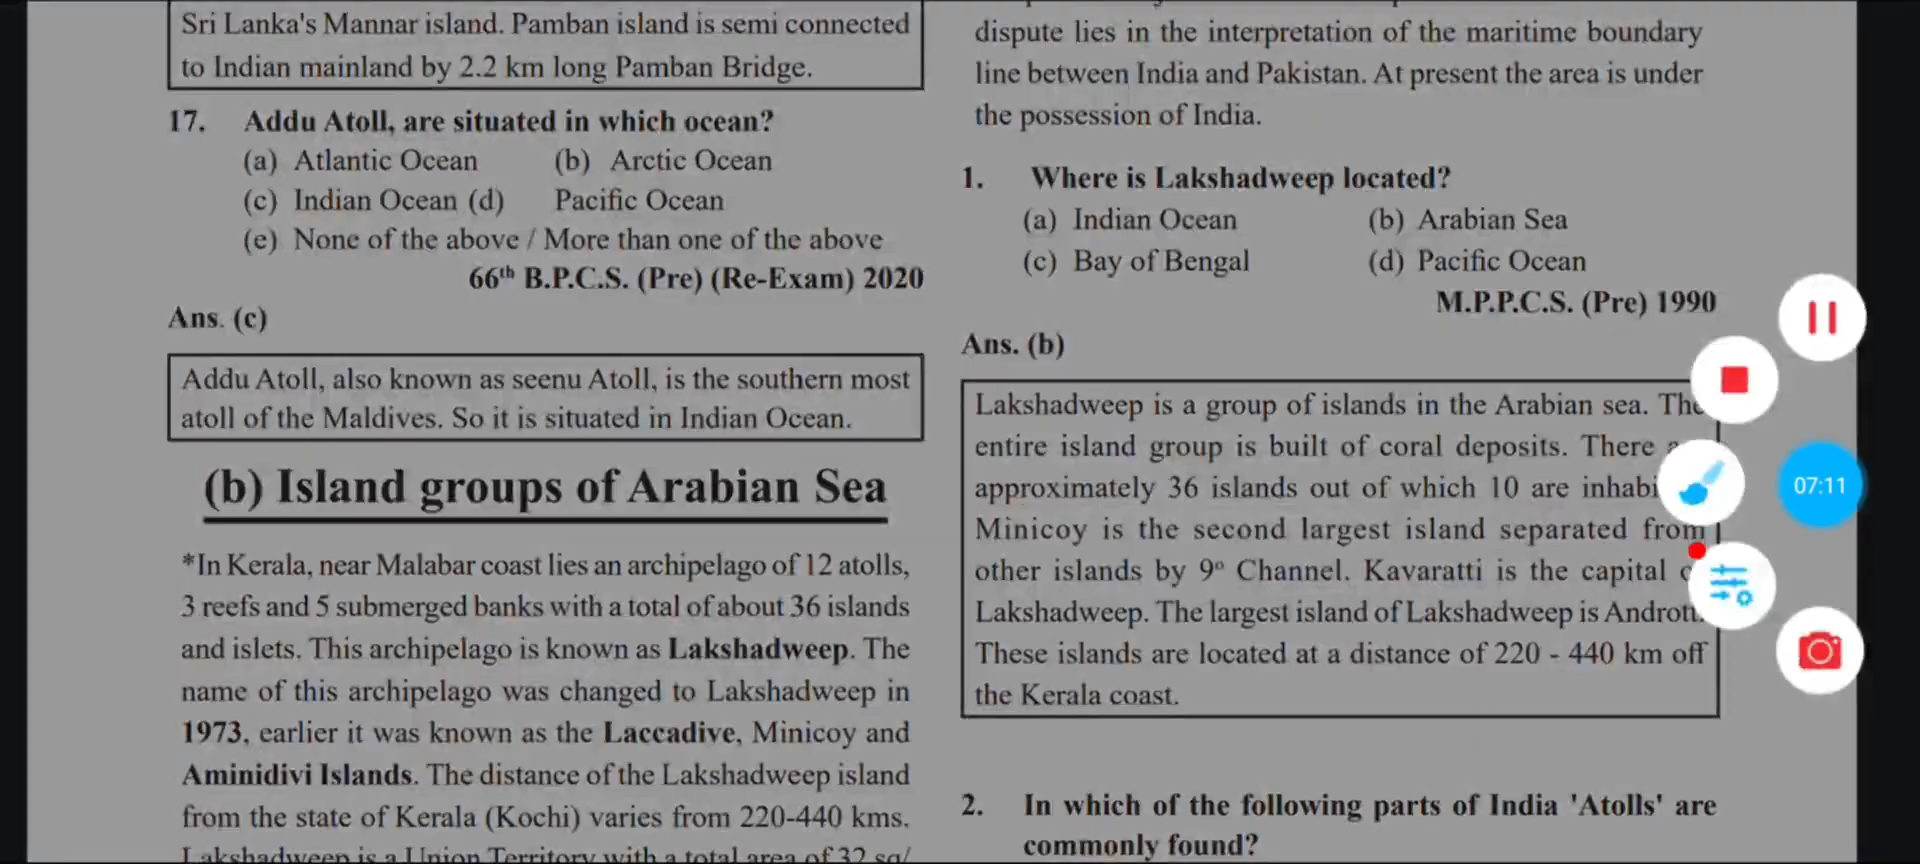 Sri Lanka's Mannar island. Pamban island is semi connected
to Indian mainland by 2.2 km long Pamban Bridge.
17. Addu Atoll, are situated in which ocean?
(a) Atlantic Ocean (b) Arctic Ocean
(c) Indian Ocean (d) Pacific Ocean
(e) None of the above / More than one of the above
66th B.P.C.S. (Pre) (Re-Exam) 2020
Ans. (c)
Addu Atoll, also known as seenu Atoll, is the southern most
atoll of the Maldives. So it is situated in Indian Ocean.
(b) Island groups of Arabian Sea
*In Kerala, near Malabar coast lies an archipelago of 12 atolls,
3 reefs and 5 submerged banks with a total of about 36 islands
and islets. This archipelago is known as Lakshadweep. The
name of this archipelago was changed to Lakshadweep in
1973, earlier it was known as the Laccadive, Minicoy and
Aminidivi Islands. The distance of the Lakshadweep island
from the state of Kerala (Kochi) varies from 220-440 kms.
Lakshadweep is a Union Territory with a total area of 32 sq/
dispute lies in the interpretation of the maritime boundary
line between India and Pakistan. At present the area is under
the possession of India.
1. Where is Lakshadweep located?
(a) Indian Ocean (b) Arabian Sea
(c) Bay of Bengal (d) Pacific Ocean
M.P.P.C.S. (Pre) 1990
Ans. (b)
Lakshadweep is a group of islands in the Arabian sea. The
entire island group is built of coral deposits. There
approximately 36 islands out of which 10 are inhabi
Minicoy is the second largest island separated from
other islands by 9° Channel. Kavaratti is the capital
Lakshadweep. The largest island of Lakshadweep is Andrott.
These islands are located at a distance of 220 - 440 km off
the Kerala coast.
2. In which of the following parts of India 'Atolls' are
commonly found?
07:11